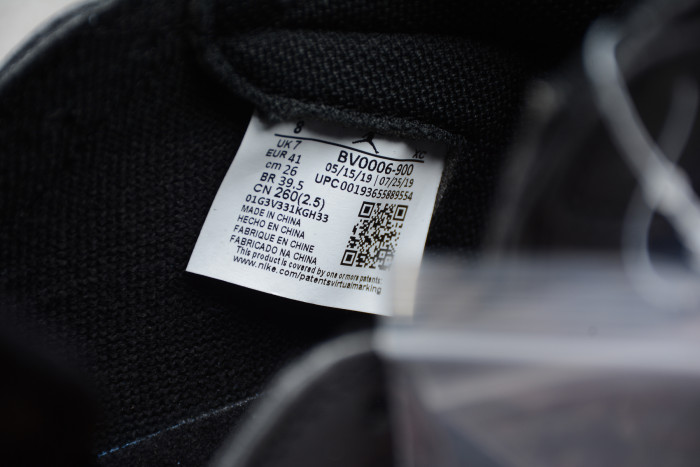 8 XC
UK 7
EUR 41
cm 26
BR 39.5
CN 260(2.5)
01G3V331KGH33
BV0006-900
05/15/19 07/25/19
UPC 00193655889554
MADE IN CHINA
HECHO EN CHINA
FABRIQUE EN CHINE
FABRICADO NA CHINA
This product is covered by one or more patents
www.nike.com/patentsvirtualmarking